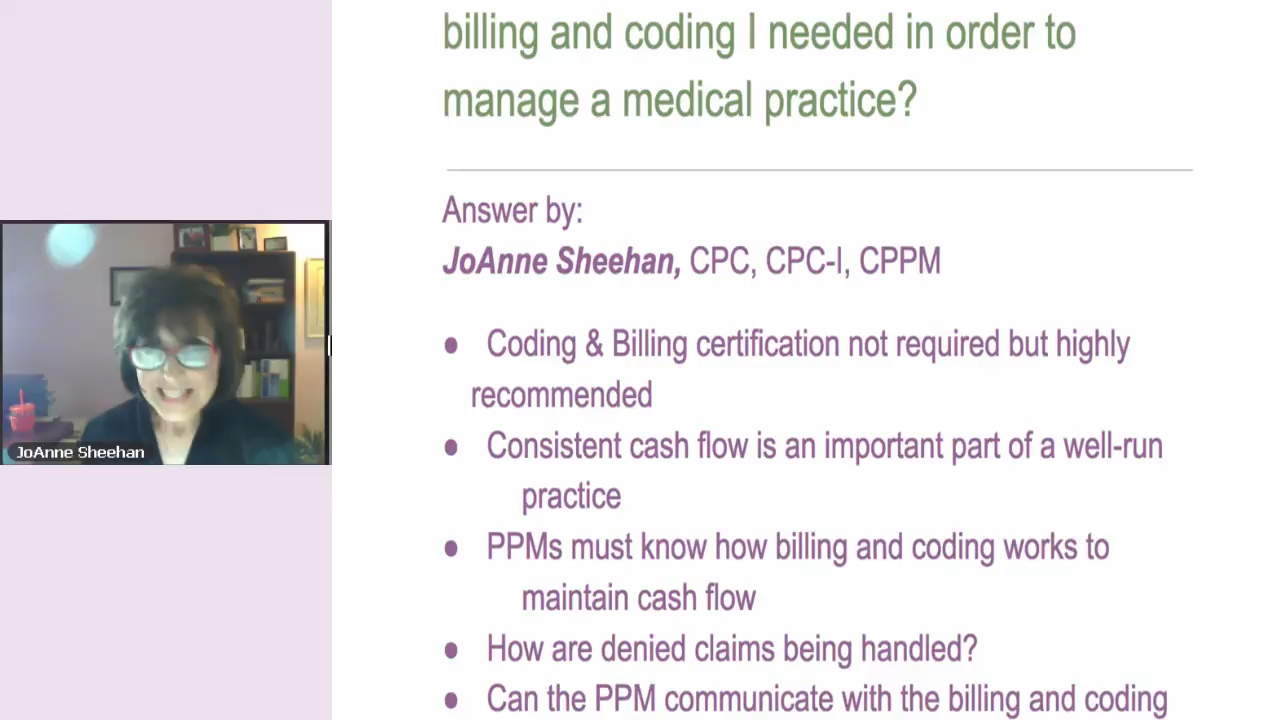 billing and coding I needed in order to
manage a medical practice?
Answer by:
JoAnne Sheehan, CPC, CPC-I, CPPM
● Coding & Billing certification not required but highly
recommended
● Consistent cash flow is an important part of a well-run
practice
● PPMs must know how billing and coding works to
maintain cash flow
● How are denied claims being handled?
● Can the PPM communicate with the billing and coding
JoAnne Sheehan